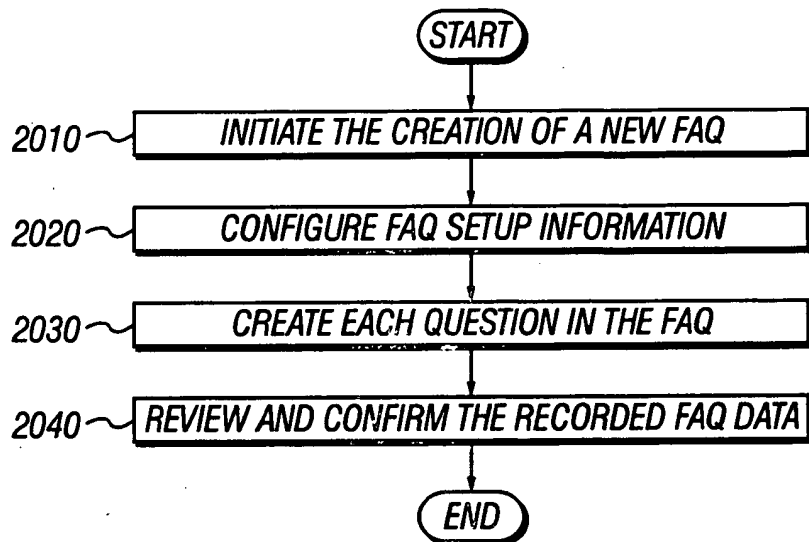 START
2010 INITIATE THE CREATION OF A NEW FAQ
2020 CONFIGURE FAQ SETUP INFORMATION
2030 CREATE EACH QUESTION IN THE FAQ
2040 REVIEW AND CONFIRM THE RECORDED FAQ DATA
END